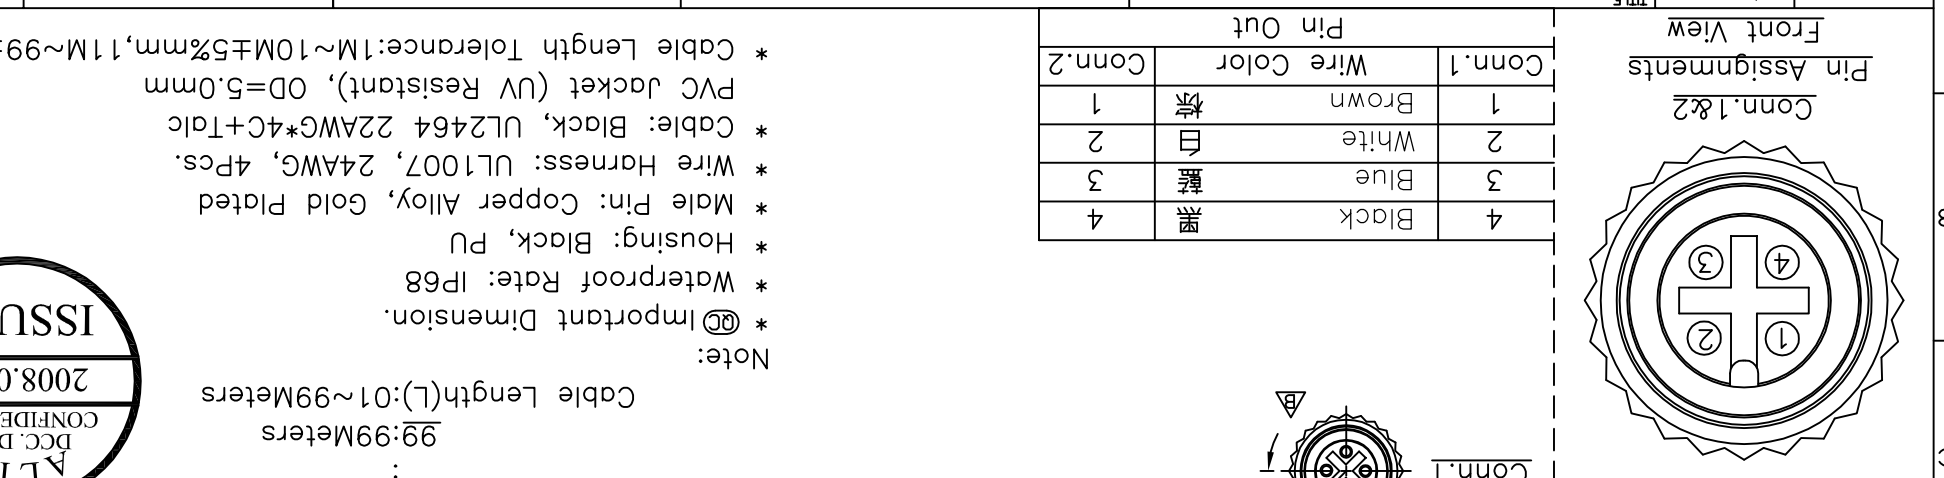 Conn.1
B
:
99:99Meters
Cable Length(L):01~99Meters
Note:
* QC Important Dimension.
* Waterproof Rate: IP68
* Housing: Black, PU
* Male Pin: Copper Alloy, Gold Plated
* Wire Harness: UL1007, 24AWG, 4Pcs.
* Cable: Black, UL2464 22AWG*4C+Talc
PVC Jacket (UV Resistant), OD=5.0mm
* Cable Length Tolerance:1M~10M±5%mm,11M~99
1 2
4 3
Conn.1&2
Pin Assignments
Front View
4 Black 黑 4
3 Blue 藍 3
2 White 白 2
1 Brown 棕 1
Conn.1 Wire Color Conn.2
Pin Out
DCC. D
CONFIDE
2008.0
ISSU
C